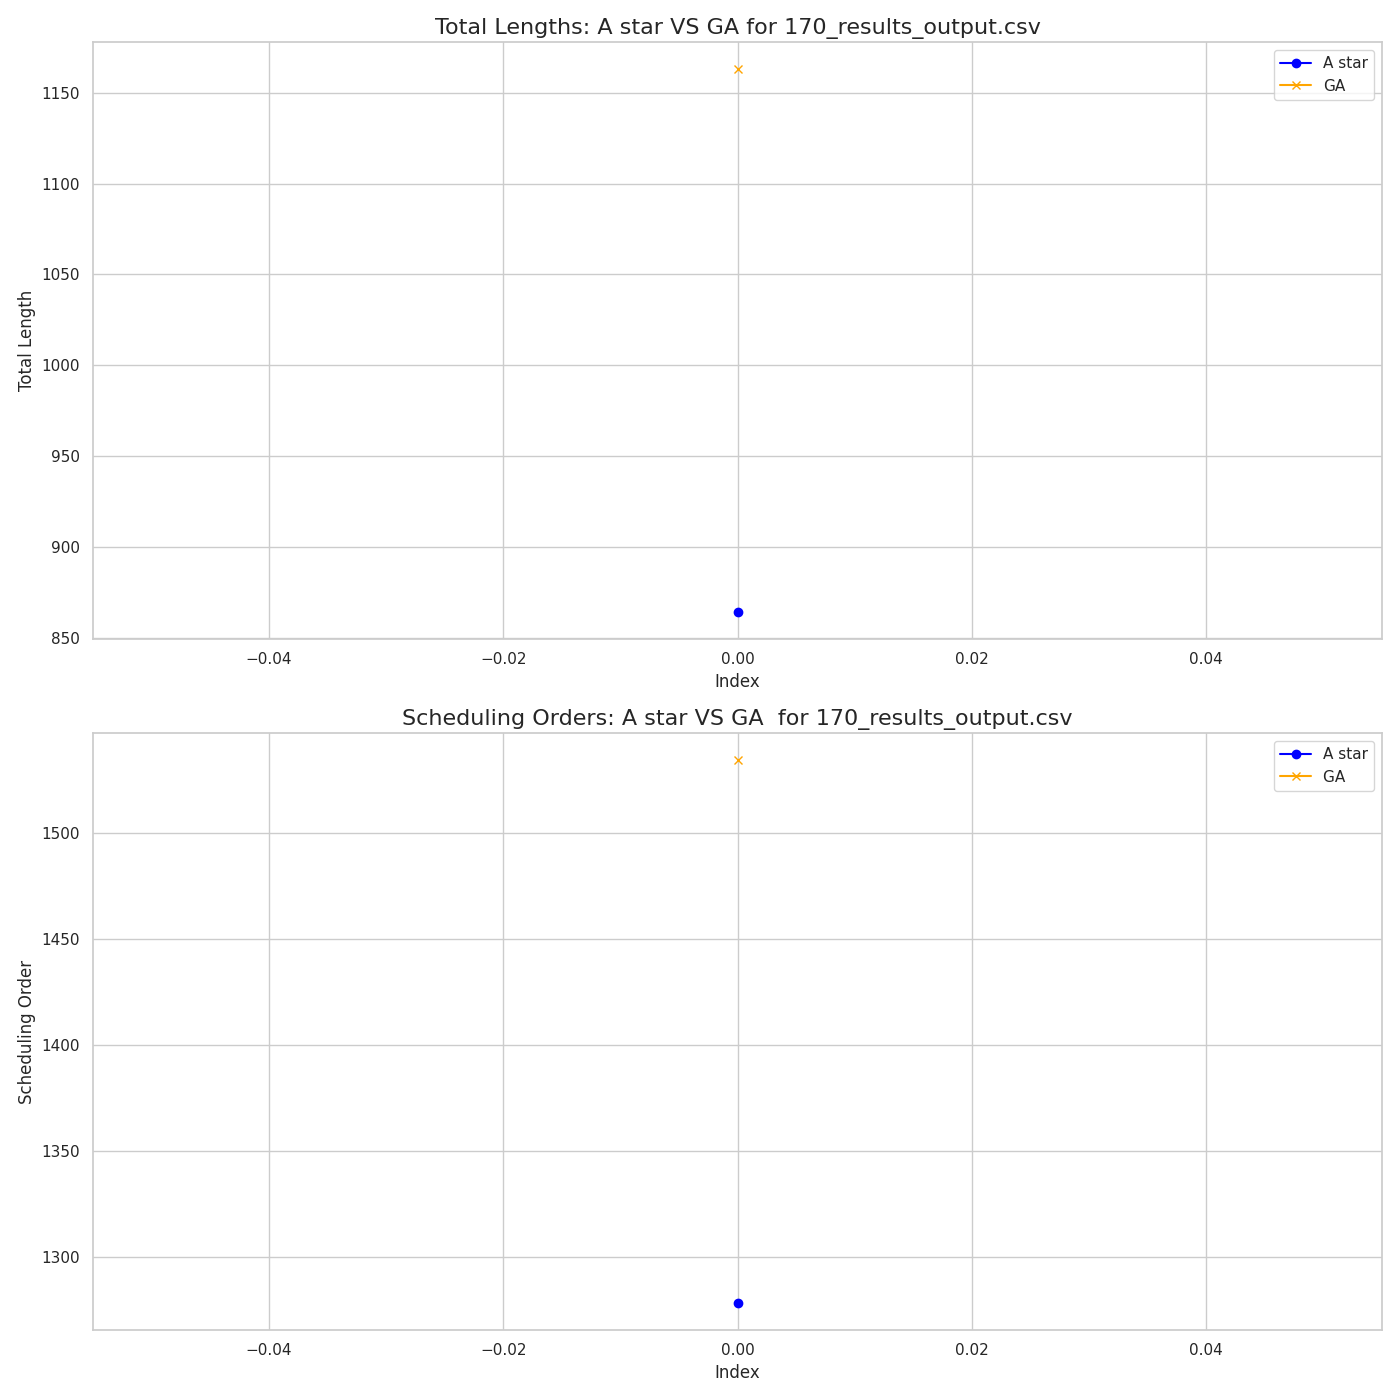 Total Lengths: A star VS GA for 170_results_output.csv
A star
GA
1150
1100
1050
1000
950
900
850
Total Length
−0.04
−0.02
0.00
0.02
0.04
Index
Scheduling Orders: A star VS GA  for 170_results_output.csv
A star
GA
1500
1450
1400
1350
1300
Scheduling Order
−0.04
−0.02
0.00
0.02
0.04
Index